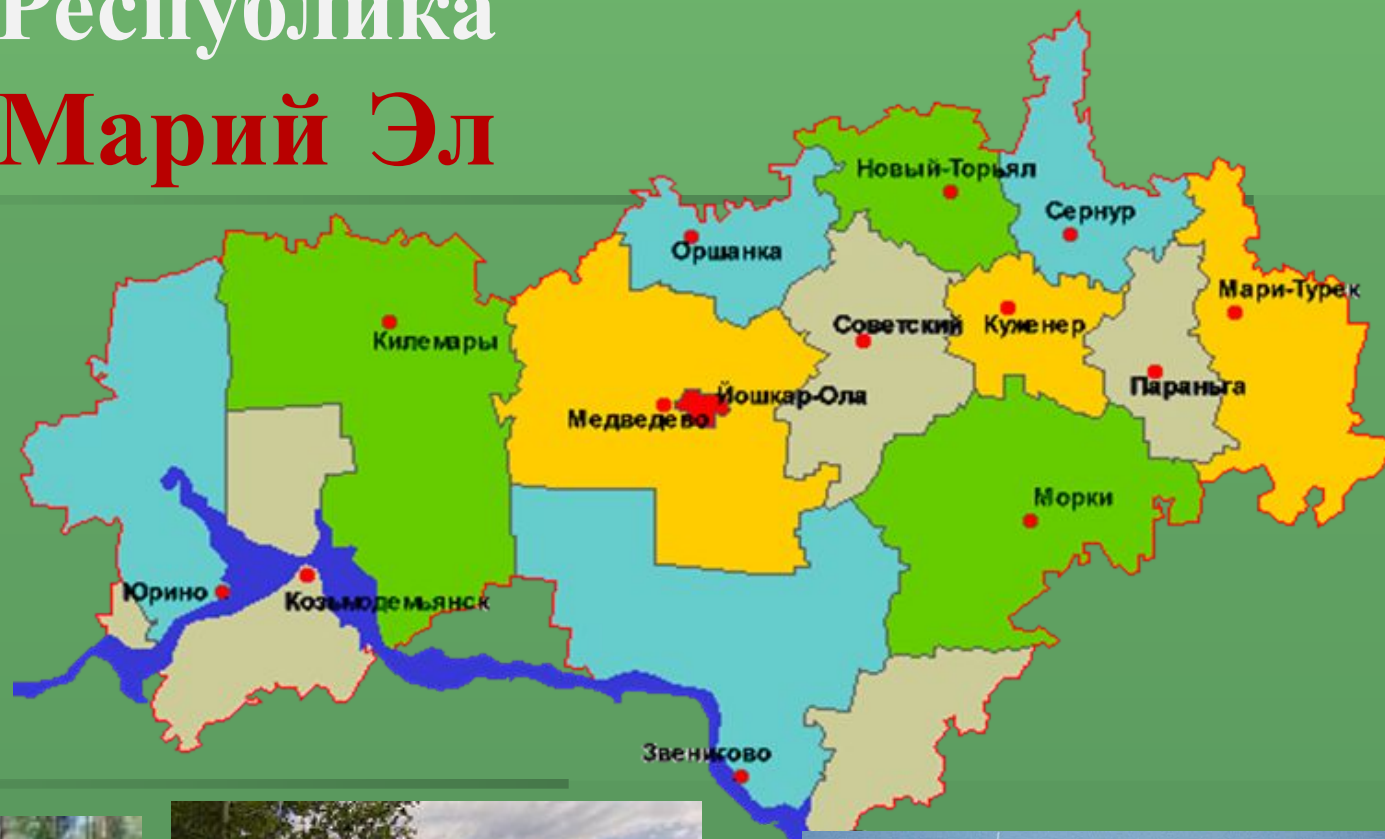 Республика
Марий Эл
Новый-Торьял
Сернур
Оршанка
Мари-Турек
Килемары
Советский
Куженер
Параньга
Йошкар-Ола
Медведево
Морки
Юрино
Козьмодемьянск
Звенигово